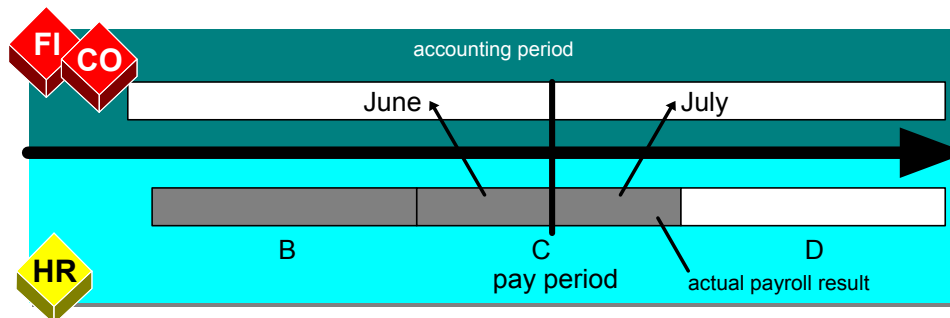 FI
CO
accounting period
June
July
B
C
D
pay period
actual payroll result
HR